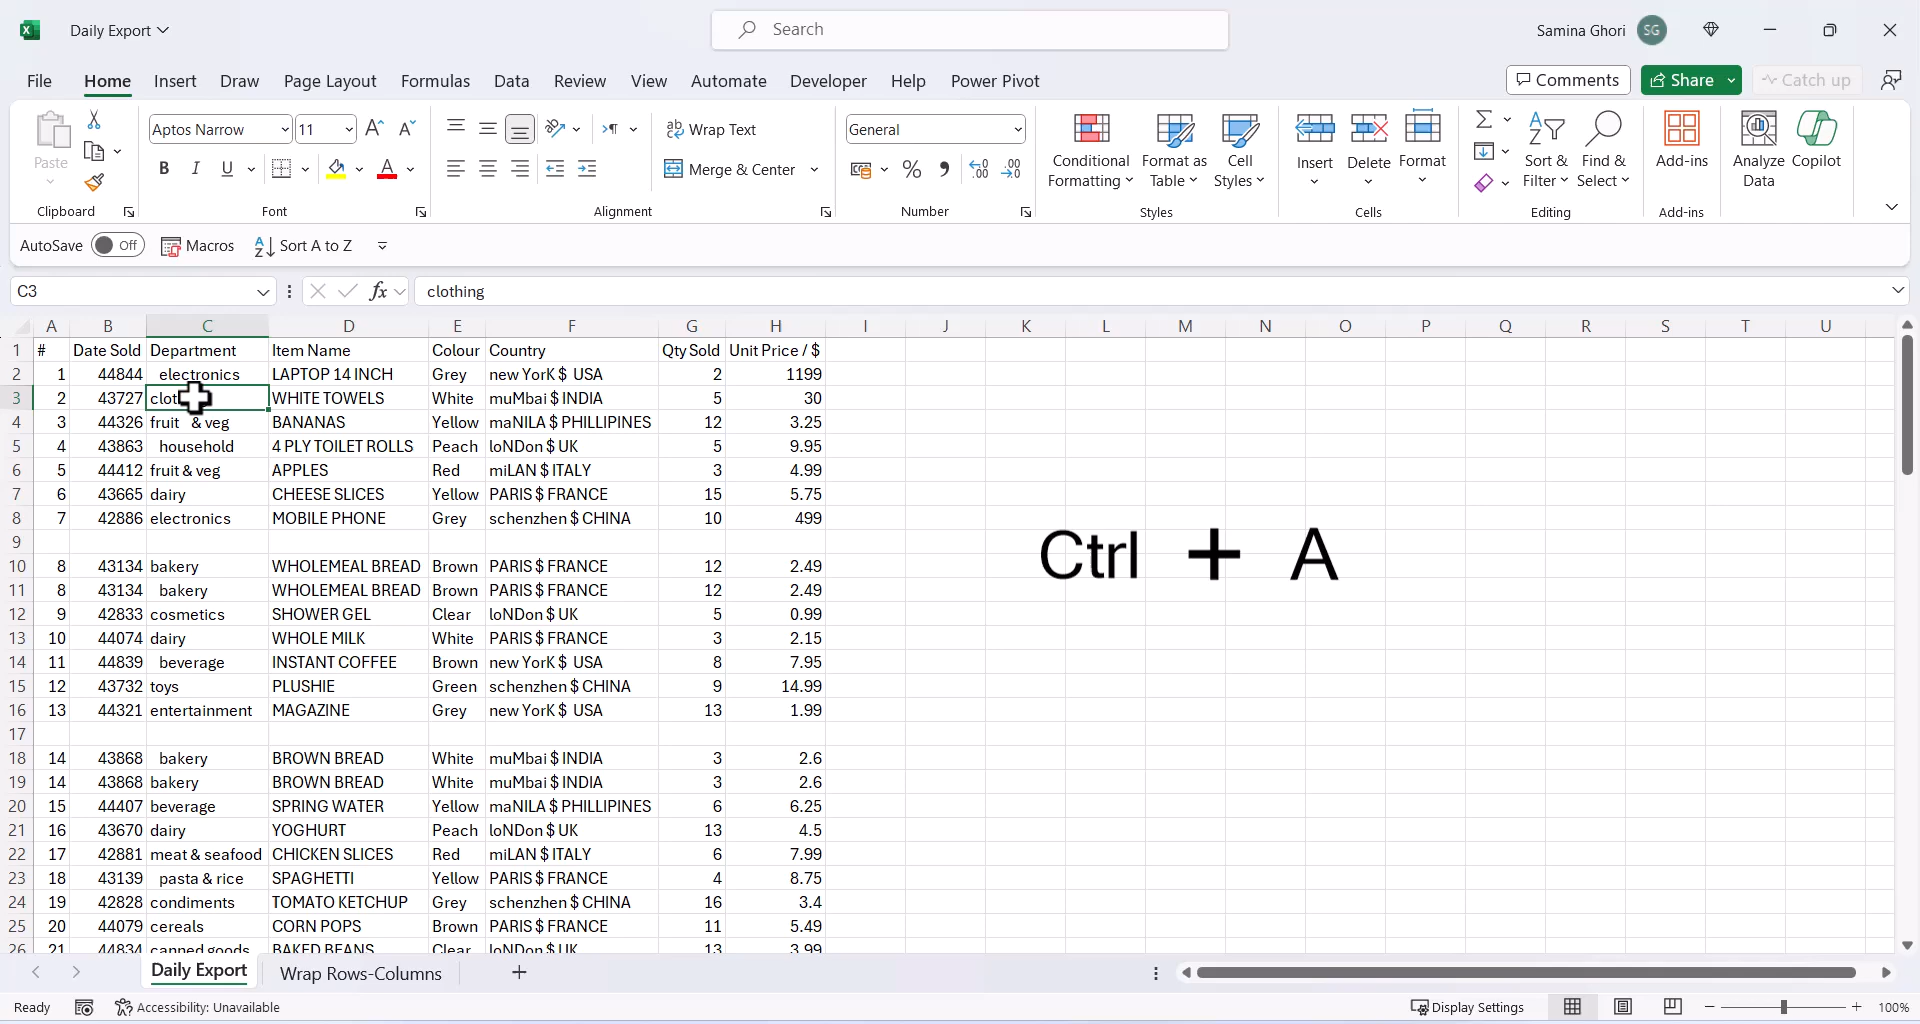 Daily Export
Search
Samina Ghori SG
File Home Insert Draw Page Layout Formulas Data Review View Automate Developer Help Power Pivot
Comments Share Catch up
Paste
Clipboard
Aptos Narrow 11
B I U A
Font
Wrap Text
Merge & Center
Alignment
General
%
Number
Conditional Formatting
Format as Table
Cell Styles
Styles
Insert Delete Format
Cells
Sort & Filter
Find & Select
Editing
Add-ins
Add-ins
Analyze Data
Copilot
AutoSave Off Macros Sort A to Z
C3 fx clothing
A B C D E F G H I J K L M N O P Q R S T U
1 # Date Sold Department Item Name Colour Country Qty Sold Unit Price / $
2 1 44844 electronics LAPTOP 14 INCH Grey new YorK $ USA 2 1199
3 2 43727 clot WHITE TOWELS White muMbai $ INDIA 5 30
4 3 44326 fruit & veg BANANAS Yellow maNILA $ PHILLIPINES 12 3.25
5 4 43863 household 4 PLY TOILET ROLLS Peach loNDon $ UK 5 9.95
6 5 44412 fruit & veg APPLES Red miLAN $ ITALY 3 4.99
7 6 43665 dairy CHEESE SLICES Yellow PARIS $ FRANCE 15 5.75
8 7 42886 electronics MOBILE PHONE Grey schenzhen $ CHINA 10 499
9
10 8 43134 bakery WHOLEMEAL BREAD Brown PARIS $ FRANCE 12 2.49
11 8 43134 bakery WHOLEMEAL BREAD Brown PARIS $ FRANCE 12 2.49
12 9 42833 cosmetics SHOWER GEL Clear loNDon $ UK 5 0.99
13 10 44074 dairy WHOLE MILK White PARIS $ FRANCE 3 2.15
14 11 44839 beverage INSTANT COFFEE Brown new YorK $ USA 8 7.95
15 12 43732 toys PLUSHIE Green schenzhen $ CHINA 9 14.99
16 13 44321 entertainment MAGAZINE Grey new YorK $ USA 13 1.99
17
18 14 43868 bakery BROWN BREAD White muMbai $ INDIA 3 2.6
19 14 43868 bakery BROWN BREAD White muMbai $ INDIA 3 2.6
20 15 44407 beverage SPRING WATER Yellow maNILA $ PHILLIPINES 6 6.25
21 16 43670 dairy YOGHURT Peach loNDon $ UK 13 4.5
22 17 42881 meat & seafood CHICKEN SLICES Red miLAN $ ITALY 6 7.99
23 18 43139 pasta & rice SPAGHETTI Yellow PARIS $ FRANCE 4 8.75
24 19 42828 condiments TOMATO KETCHUP Grey schenzhen $ CHINA 16 3.4
25 20 44079 cereals CORN POPS Brown PARIS $ FRANCE 11 5.49
26 21 44834 canned goods BAKED BEANS Clear loNDon $ UK 13 3.99
Ctrl + A
Daily Export Wrap Rows-Columns
Ready Accessibility: Unavailable Display Settings 100%